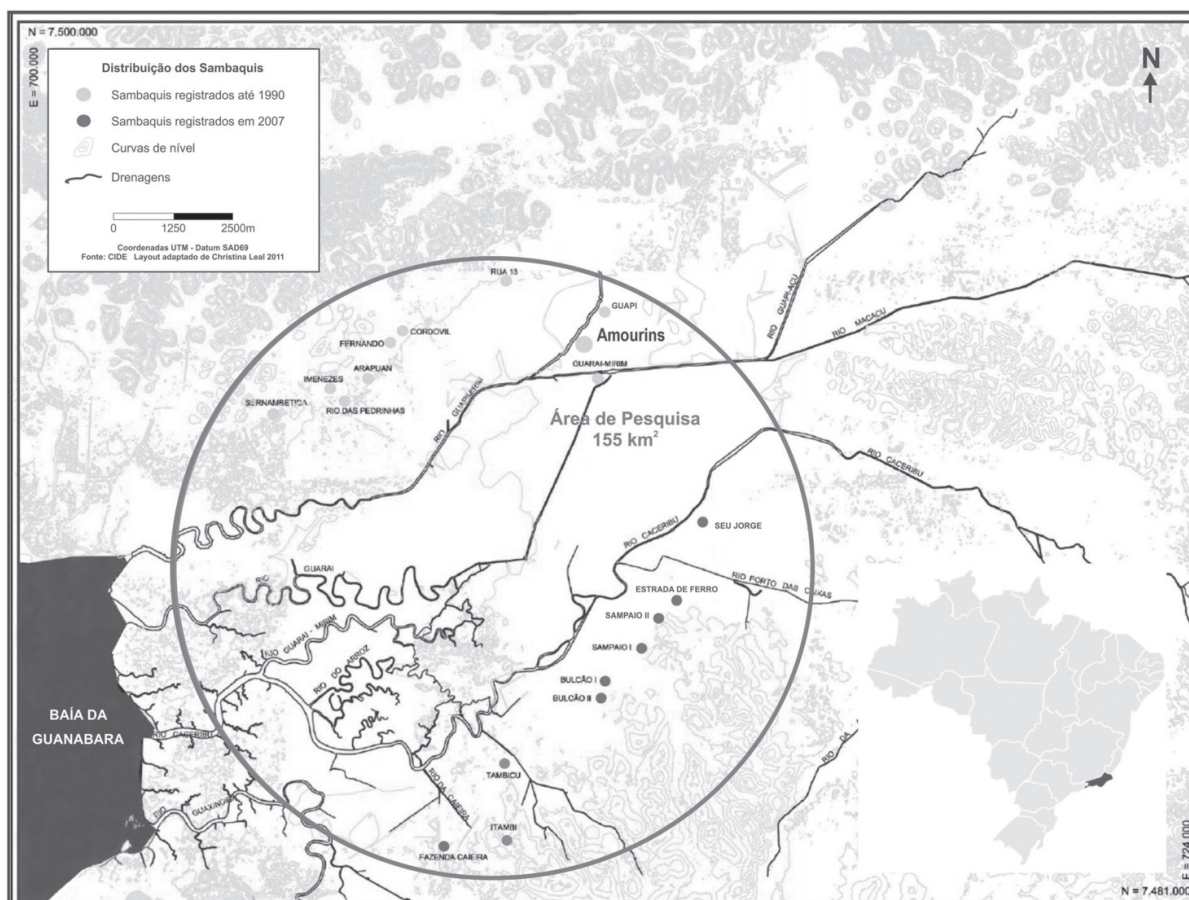 N = 7.500.000
E = 700.000
Distribuição dos Sambaquis
Sambaquis registrados até 1990
Sambaquis registrados em 2007
Curvas de nível
Drenagens
0 1250 2500m
Coordenadas UTM - Datum SAD69
Fonte: CIDE Layout adaptado de Christina Leal 2011
N
RUA 13
GUAPI
Amourins
CORDOVIL
FERNANDO
ARAPUAN
IMENEZES
RIO DAS PEDRINHAS
SERNAMBETIBA
GUARAI-MIRIM
RIO GUAPI-AÇU
RIO MACACU
Área de Pesquisa
155 km²
RIO CACERIBU
RIO CACERIBU
SEU JORGE
RIO GUARAI
RIO PORTO DAS CAIXAS
ESTRADA DE FERRO
SAMPAIO II
SAMPAIO I
RIO GUARAI - MIRIM
RIO DO ARROZ
BULCÃO I
BULCÃO II
BAÍA DA
GUANABARA
RIO CACERIBU
RIO DA
TAMBICU
RIO DA CAIEIRA
RIO
ITAMBI
FAZENDA CAIEIRA
E = 724.000
N = 7.481.000